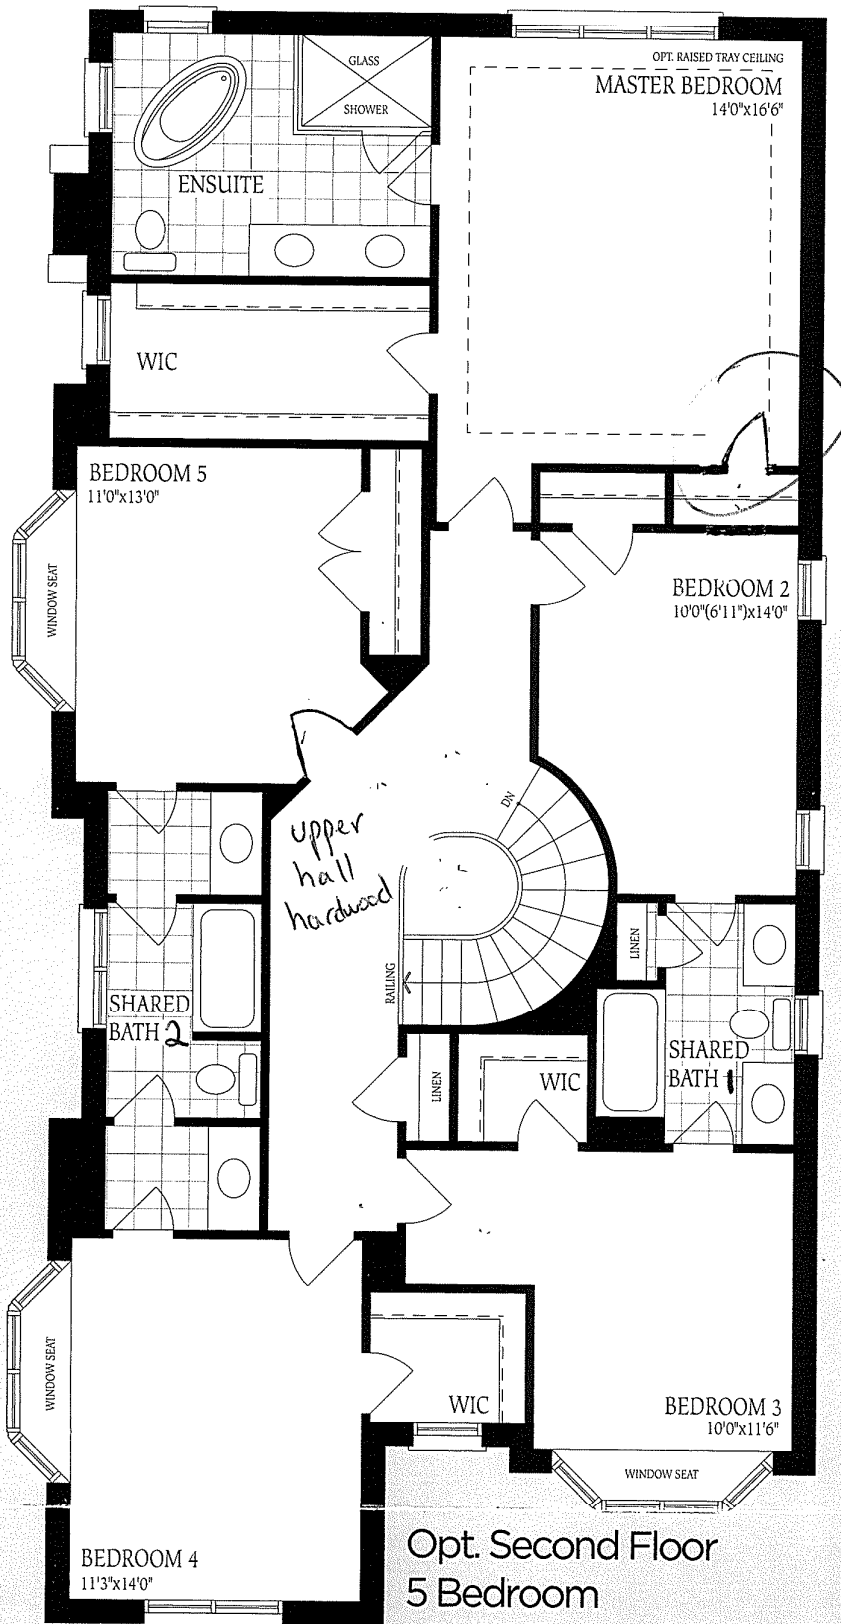 GLASS
SHOWER
ENSUITE
OPT. RAISED TRAY CEILING
MASTER BEDROOM
14'0"x16'6"
WIC
BEDROOM 5
11'0"x13'0"
WINDOW SEAT
BEDROOM 2
10'0"(6'11")x14'0"
DN
upper
hall
hardwood
RAILING
LINEN
SHARED
BATH 2
LINEN
WIC
SHARED
BATH 1
WINDOW SEAT
WIC
BEDROOM 3
10'0"x11'6"
WINDOW SEAT
BEDROOM 4
11'3"x14'0"
Opt. Second Floor
5 Bedroom